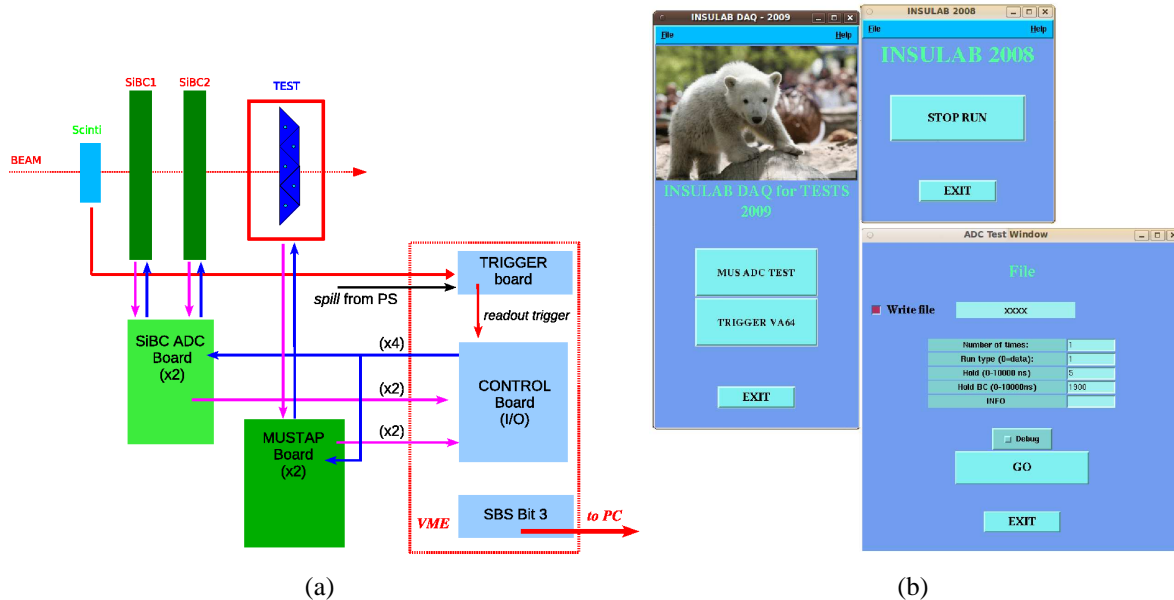 SiBC1
SiBC2
TEST
Scinti
BEAM
TRIGGER
board
spill from PS
readout trigger
SiBC ADC
Board
(x2)
(x4)
(x2)
CONTROL
Board
(I/O)
MUSTAP
Board
(x2)
(x2)
VME
SBS Bit 3
to PC
(a)
INSULAB DAQ - 2009
File
Help
INSULAB DAQ for TESTS
2009
MUS ADC TEST
TRIGGER VA64
EXIT
INSULAB 2008
File
Help
INSULAB 2008
STOP RUN
EXIT
ADC Test Window
File
Write file
xxxx
Number of times:
1
Run type (0=data):
1
Hold (0-10000 ns)
5
Hold BC (0-10000ns)
1900
INFO
Debug
GO
EXIT
(b)